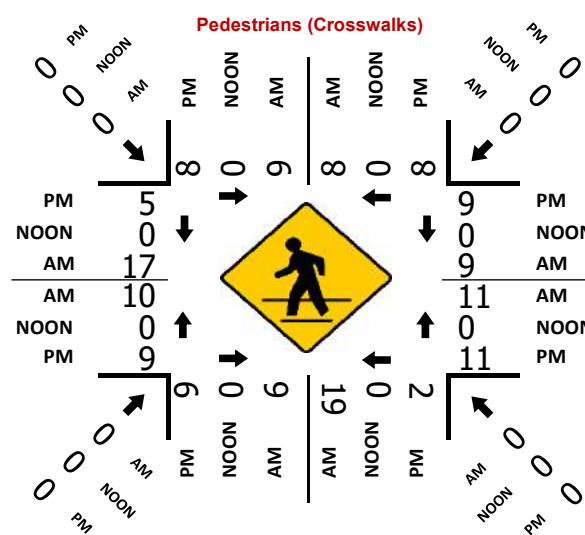 Pedestrians (Crosswalks)
PM NOON AM
0 0 0
PM NOON AM AM NOON PM
8 0 6 8 0 8
PM NOON AM
0 0 0
PM 5 9 PM
NOON 0 0 NOON
AM 17 9 AM
AM 10 11 AM
NOON 0 0 NOON
PM 9 11 PM
6 0 9 19 0 2
PM NOON AM AM NOON PM
0 0 0
AM NOON PM
0 0 0
AM NOON PM